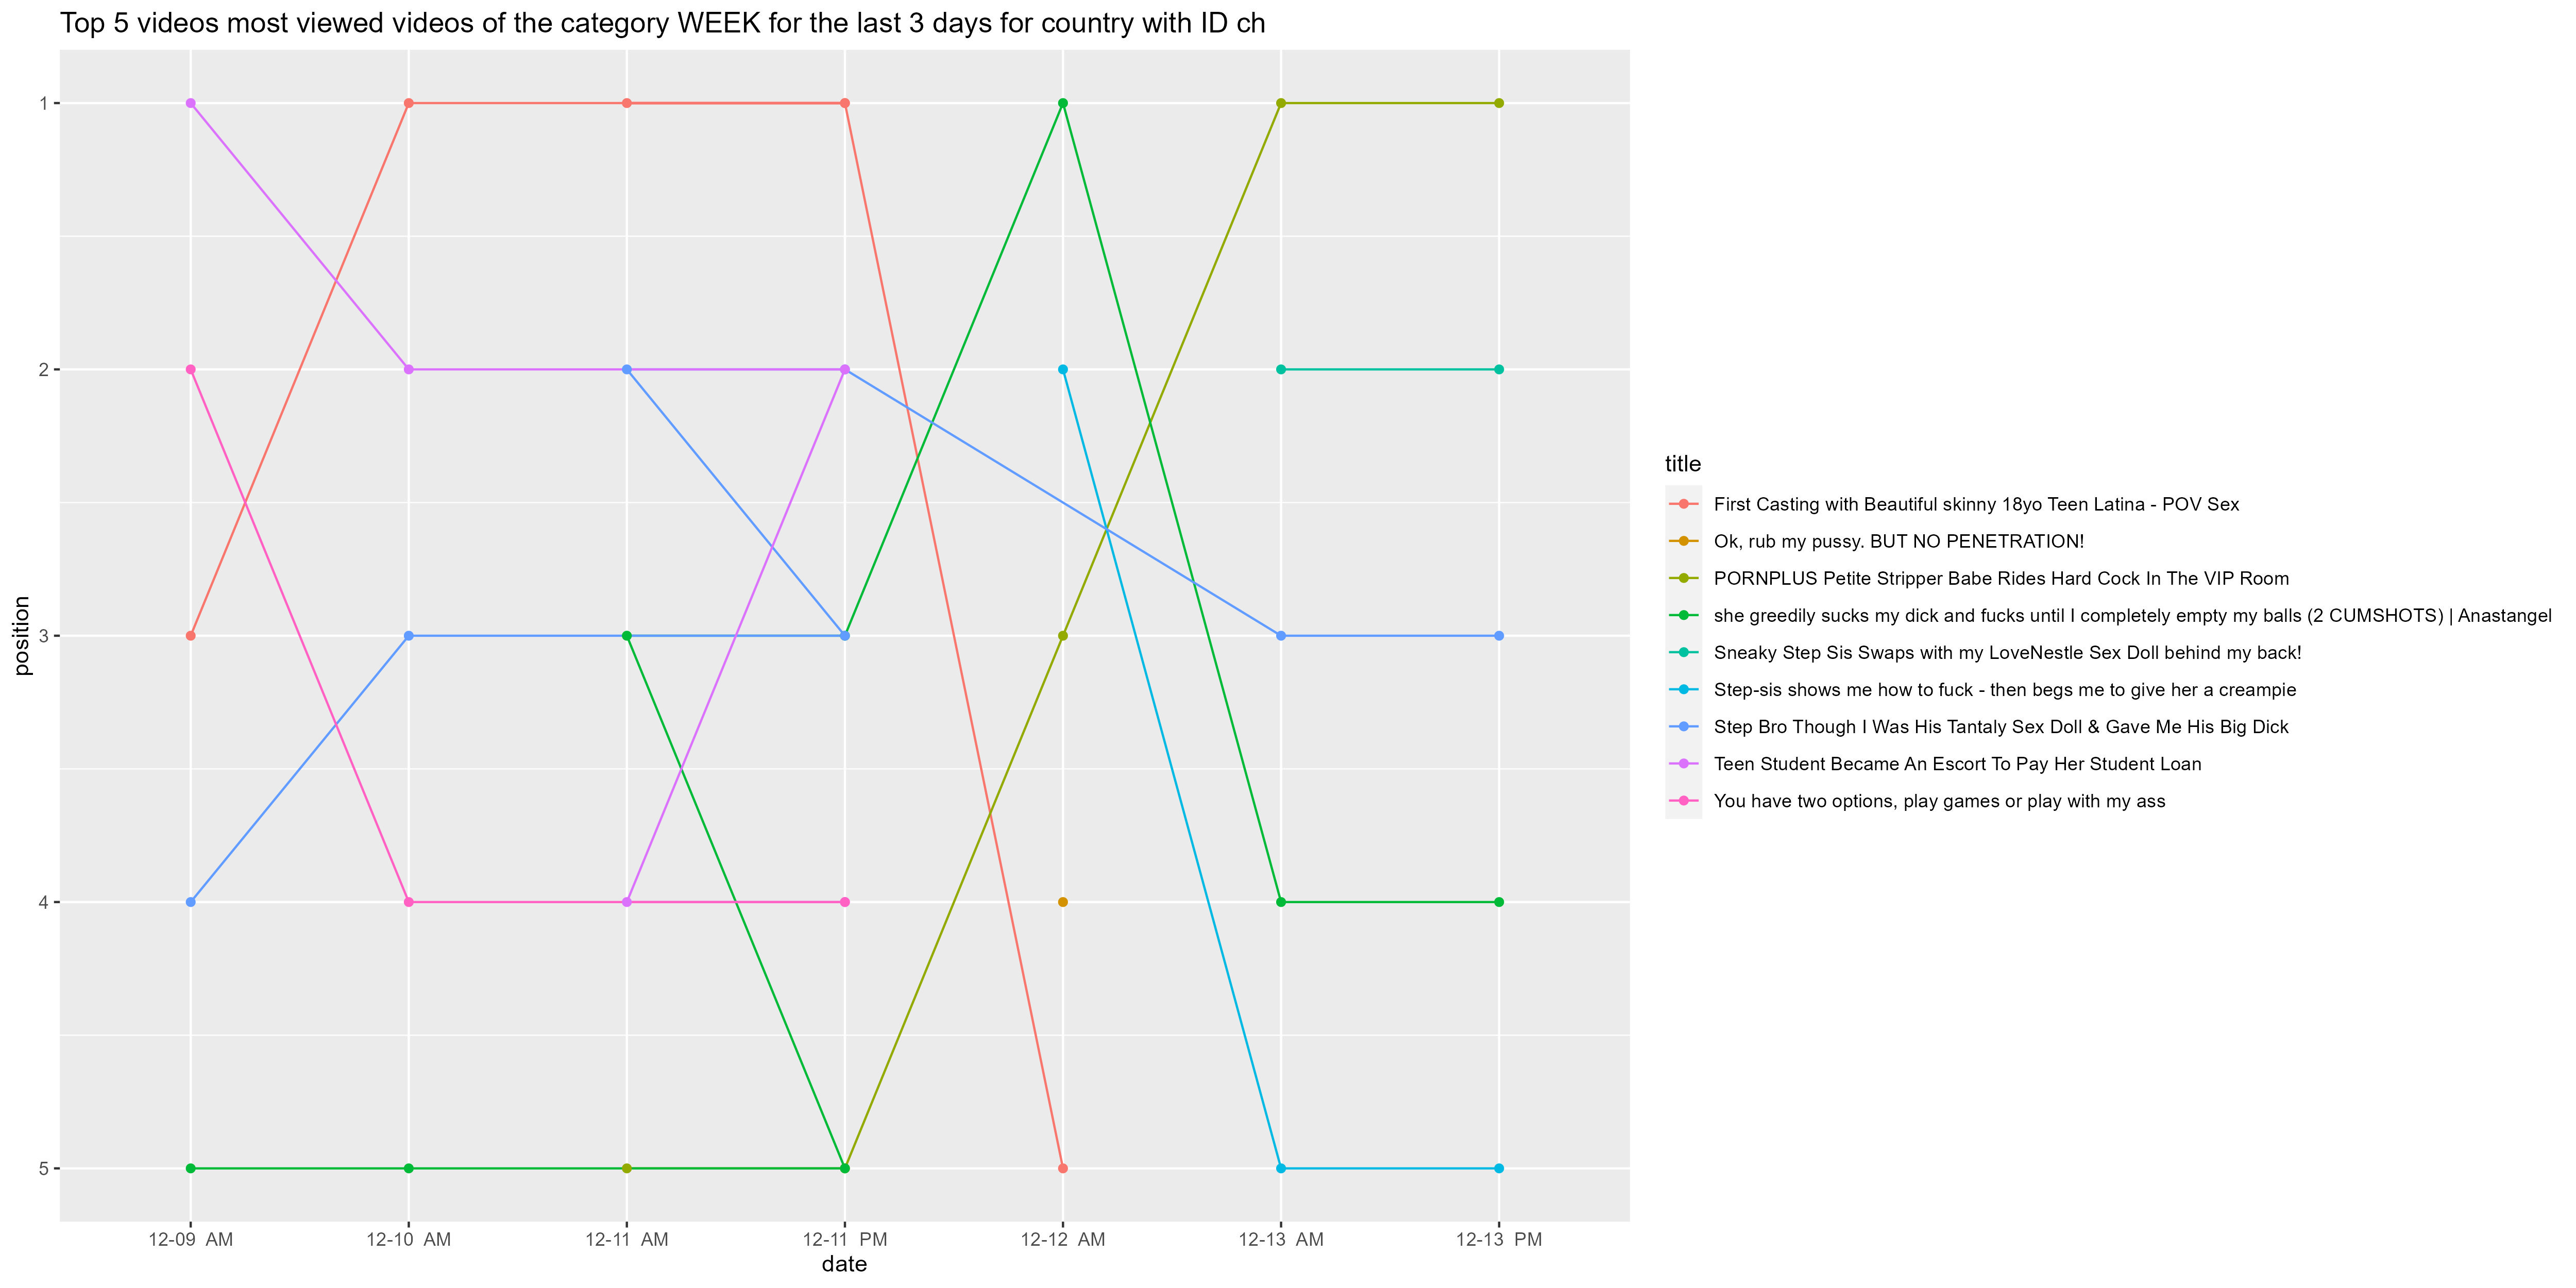 Top 5 videos most viewed videos of the category WEEK for the last 3 days for country with ID ch
position
1
2
3
4
5
12-09 AM
12-10 AM
12-11 AM
12-11 PM
12-12 AM
12-13 AM
12-13 PM
date
title
First Casting with Beautiful skinny 18yo Teen Latina - POV Sex
Ok, rub my pussy. BUT NO PENETRATION!
PORNPLUS Petite Stripper Babe Rides Hard Cock In The VIP Room
she greedily sucks my dick and fucks until I completely empty my balls (2 CUMSHOTS) | Anastangel
Sneaky Step Sis Swaps with my LoveNestle Sex Doll behind my back!
Step-sis shows me how to fuck - then begs me to give her a creampie
Step Bro Though I Was His Tantaly Sex Doll & Gave Me His Big Dick
Teen Student Became An Escort To Pay Her Student Loan
You have two options, play games or play with my ass